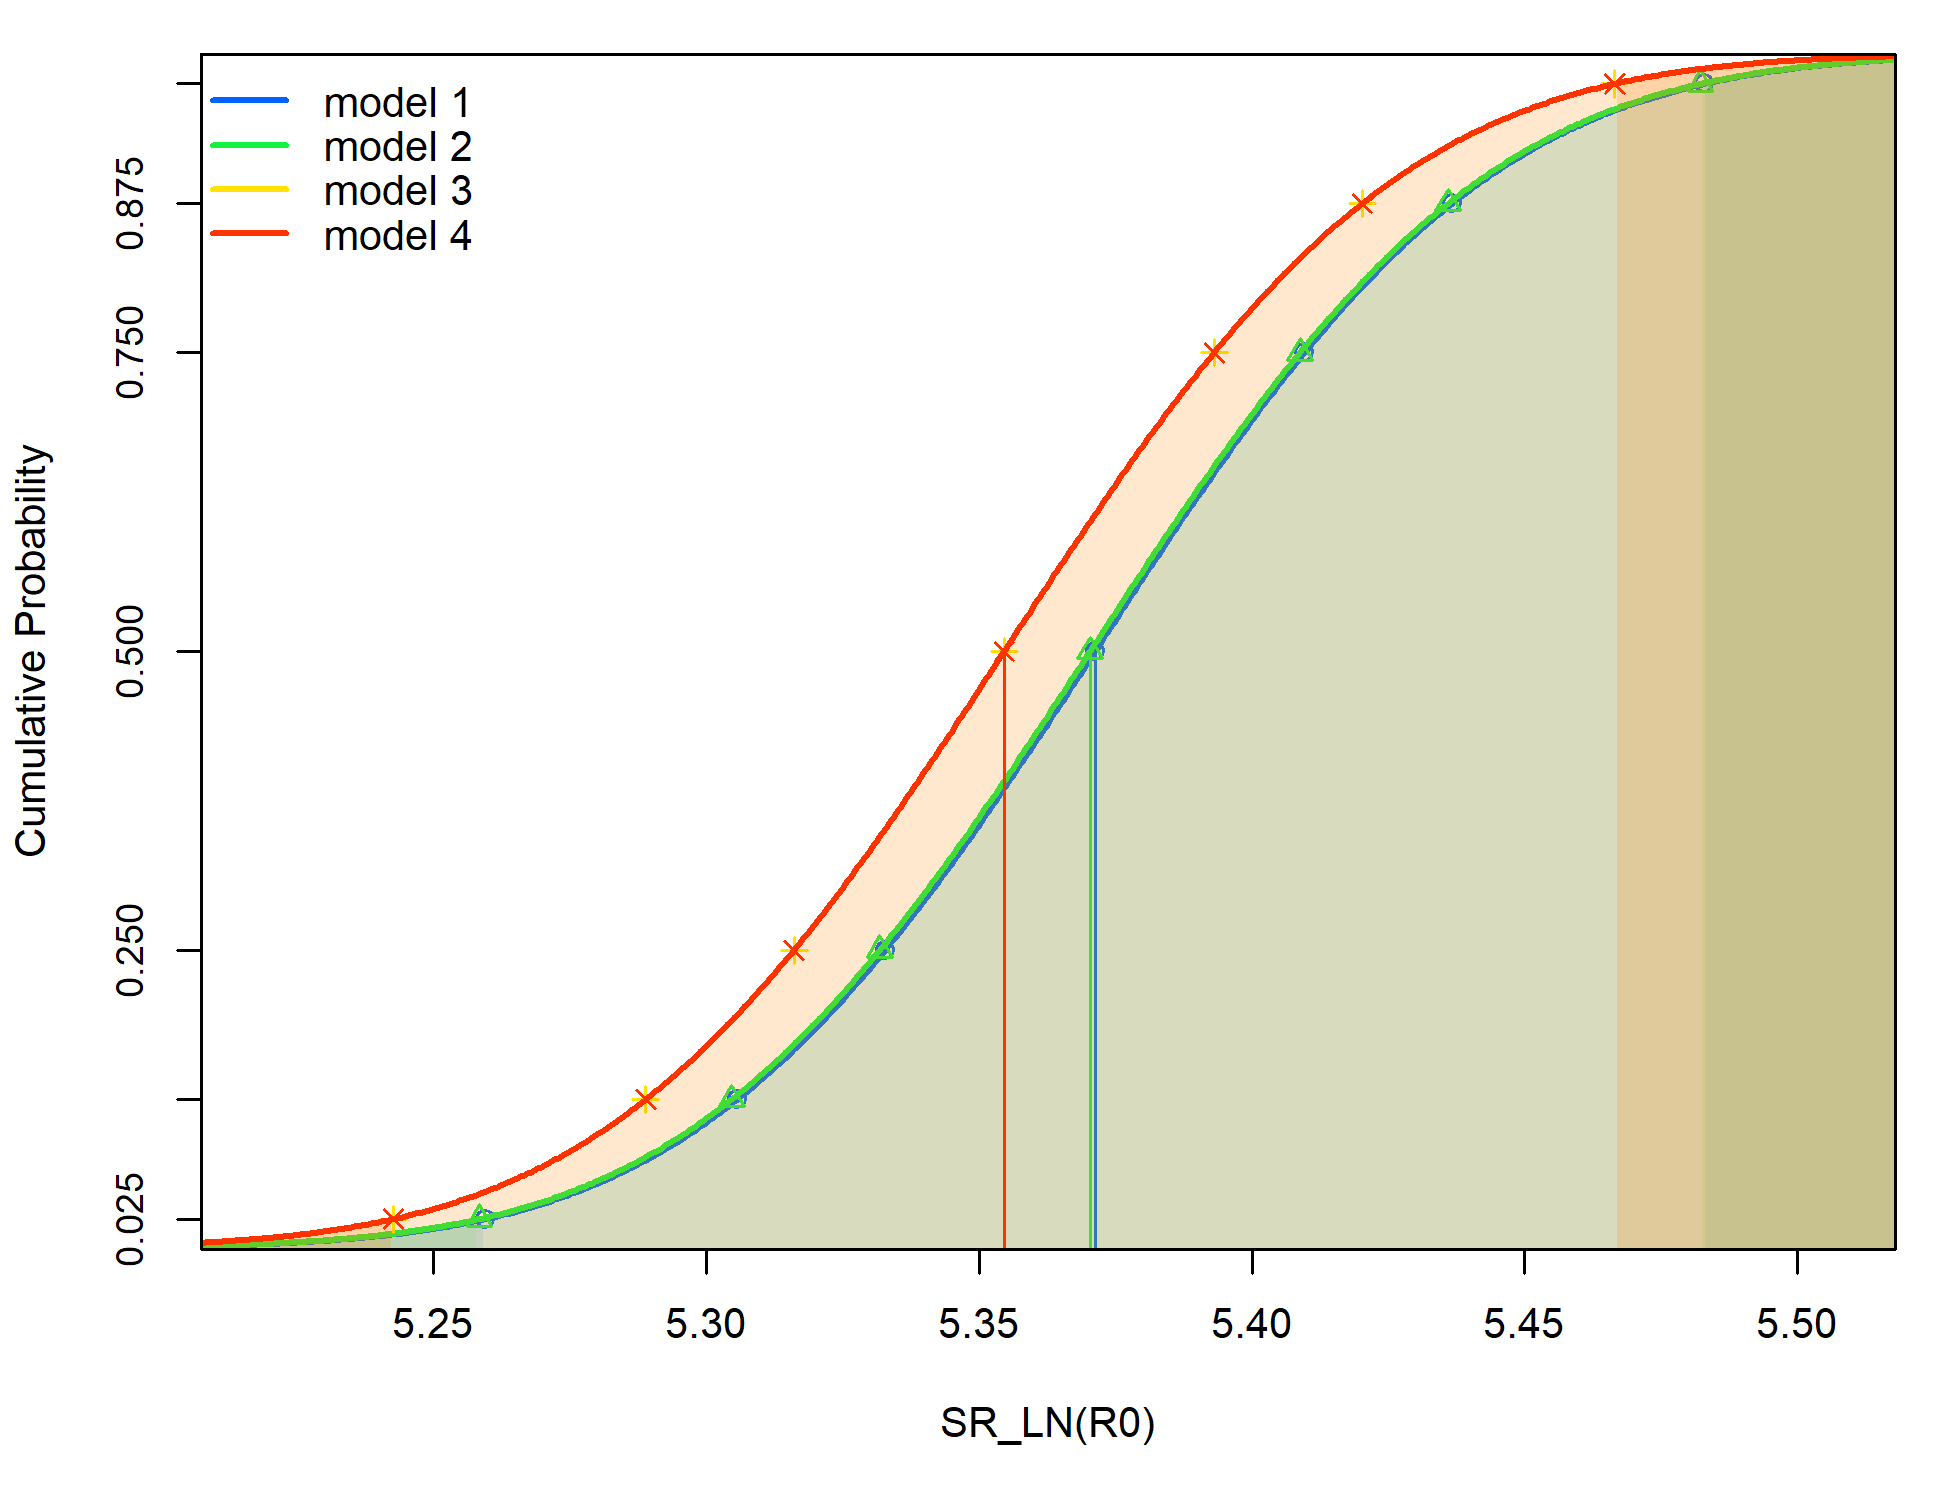 model 1
model 2
model 3
model 4
Cumulative Probability
0.875
0.750
0.500
0.250
0.025
5.25
5.30
5.35
5.40
5.45
5.50
SR_LN(R0)